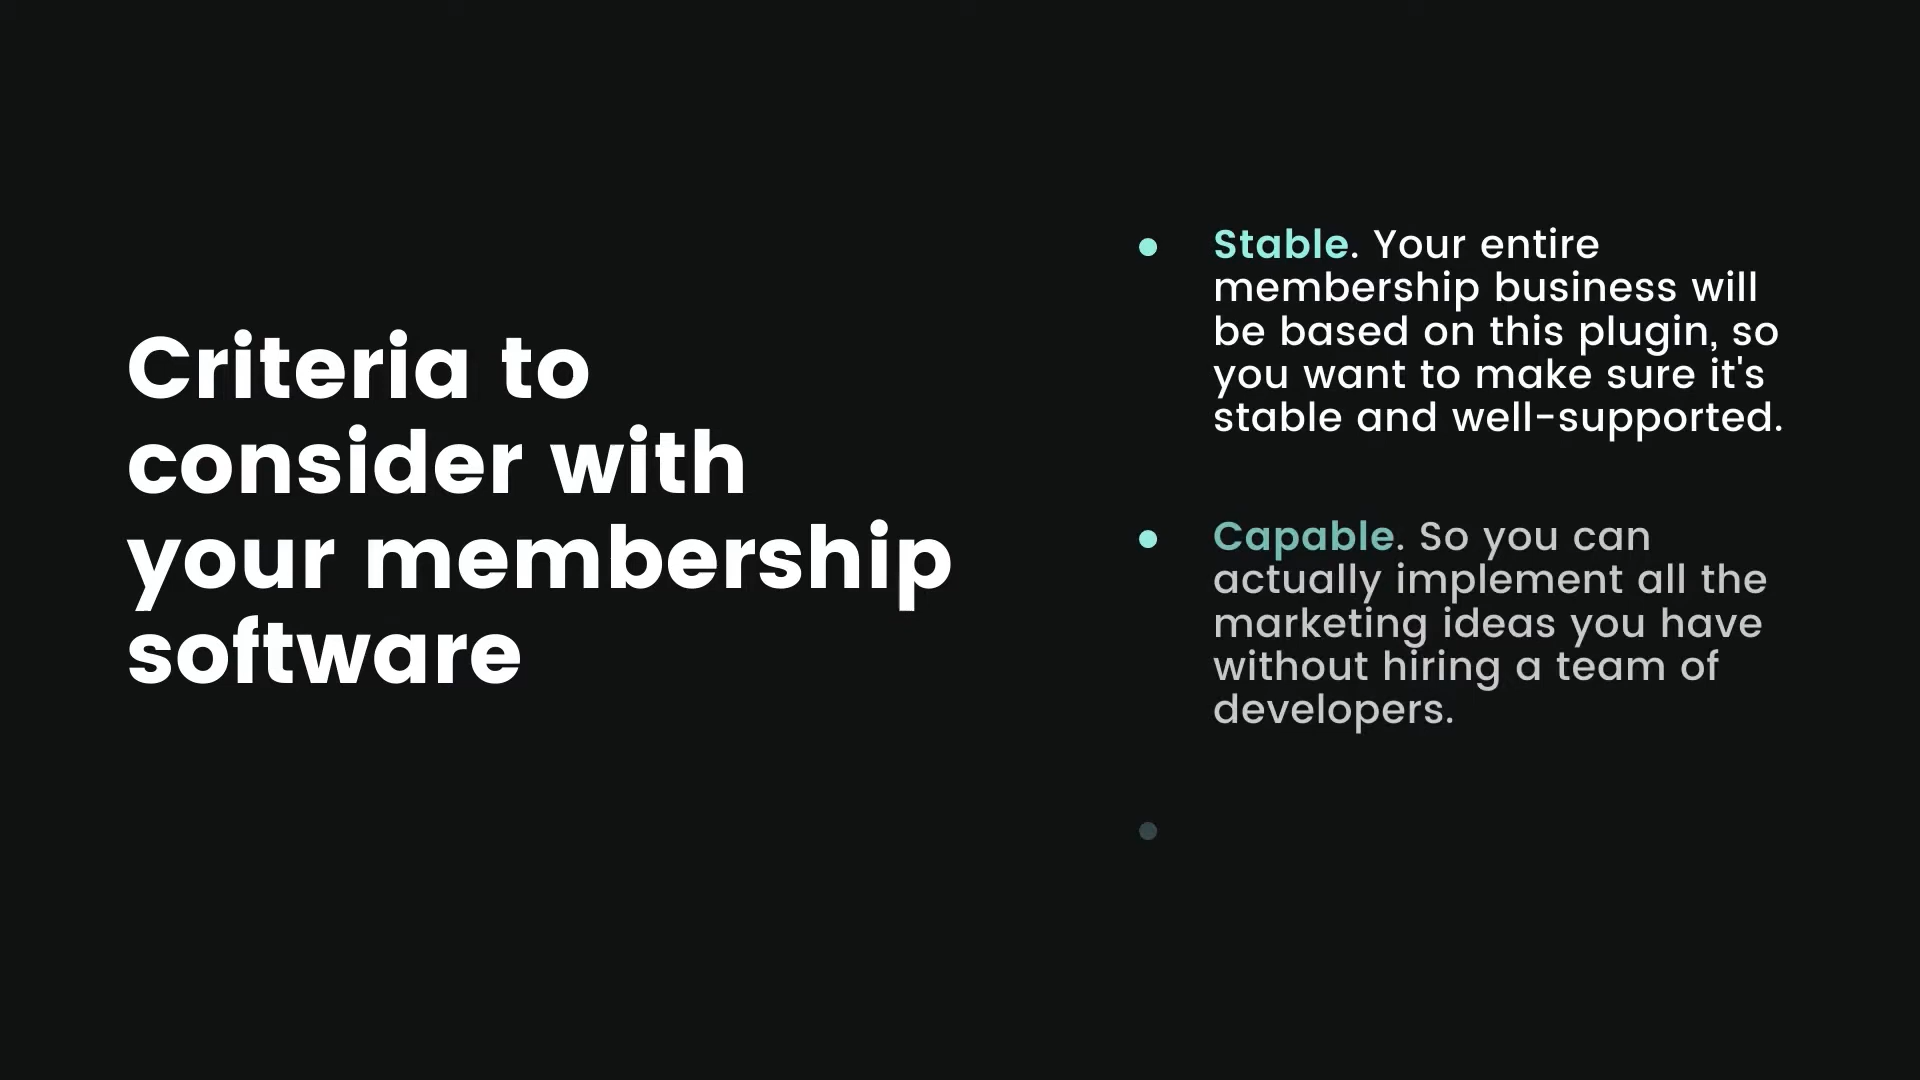 Criteria to
consider with
your membership
software
Stable. Your entire
membership business will
be based on this plugin, so
you want to make sure it's
stable and well-supported.
Capable. So you can
actually implement all the
marketing ideas you have
without hiring a team of
developers.